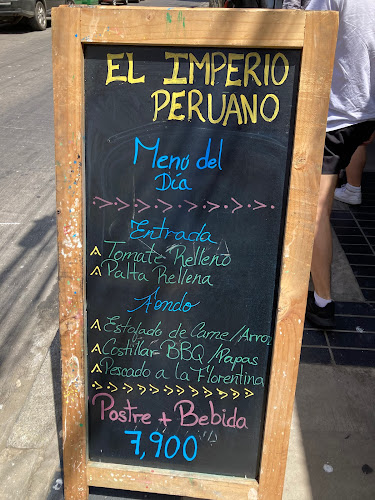 EL IMPERIO
PERUANO
Menú del
Día
Entrada
Tomate Relleno
Palta Rellena
Fondo
Estofado de Carne/Arroz
Costillar BBQ/Papas
Pescado a la Florentina
Postre + Bebida
7,900